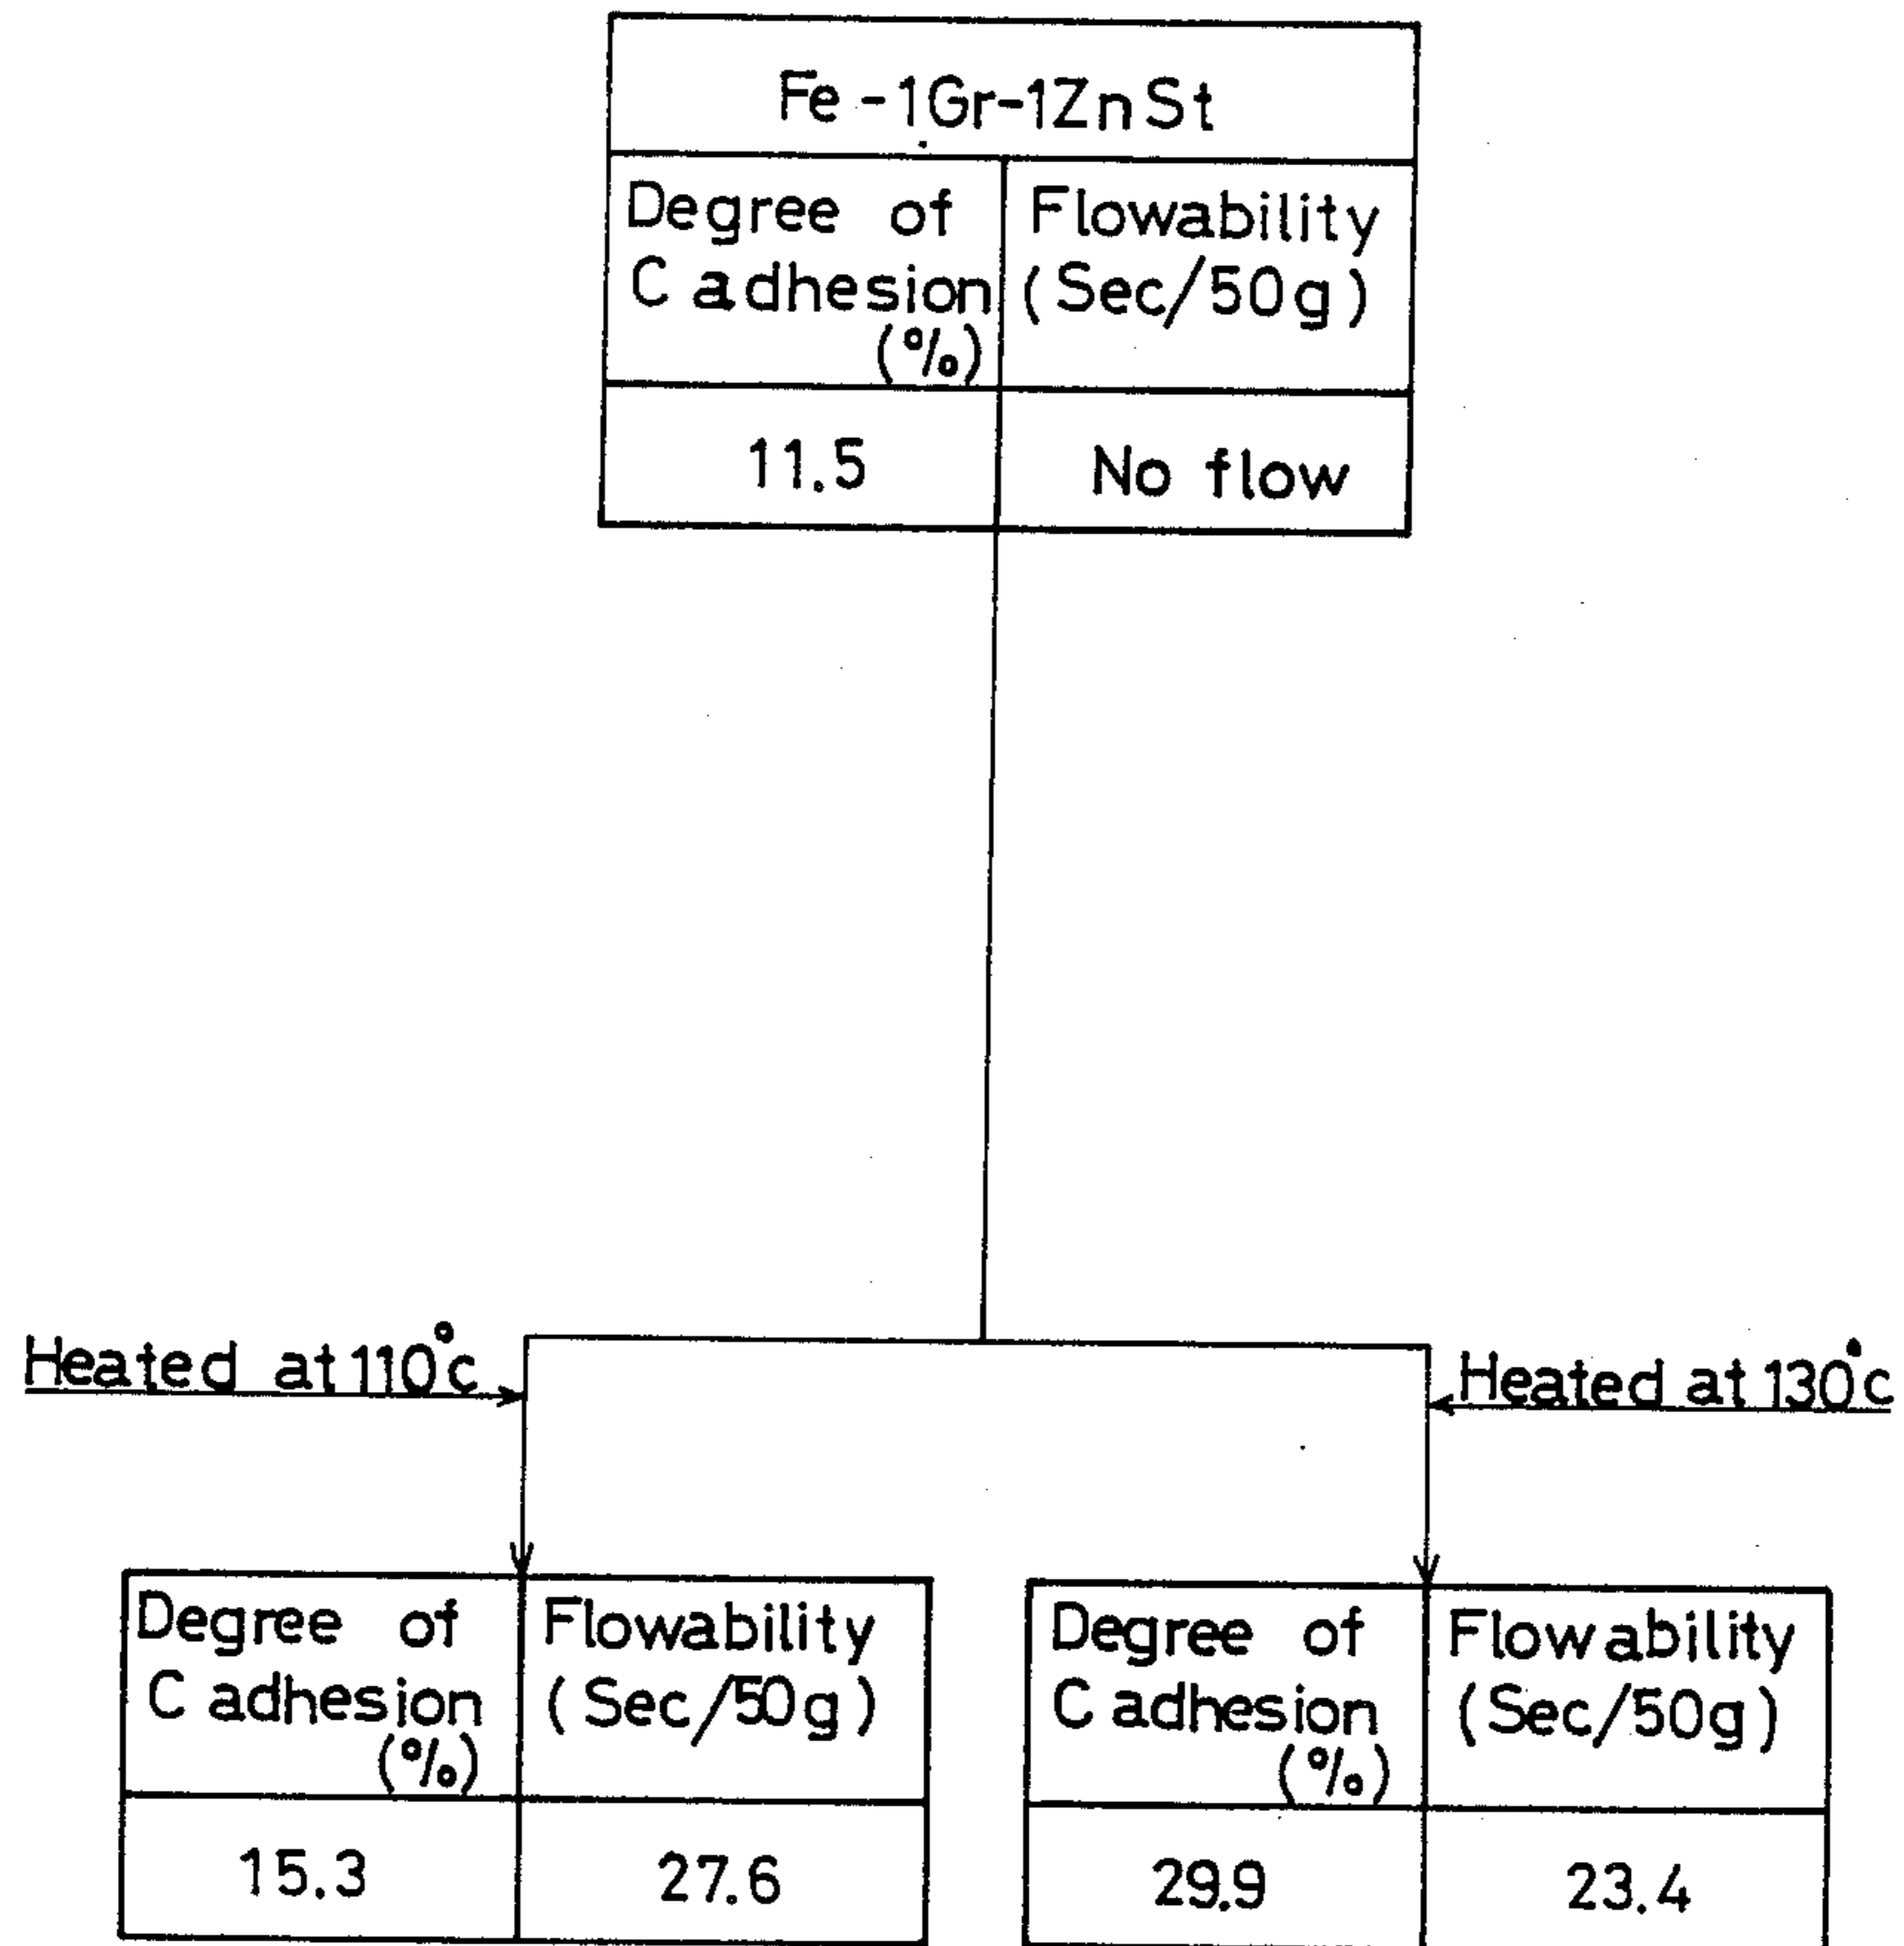 Fe-1Gr-1ZnSt
Degree of
C adhesion
(%)
Flowability
(Sec/50g)
11.5
No flow
Heated at 110°c
Heated at 130°c
Degree of
C adhesion
(%)
Flowability
(Sec/50g)
15.3
27.6
Degree of
C adhesion
(%)
Flowability
(Sec/50g)
29.9
23.4